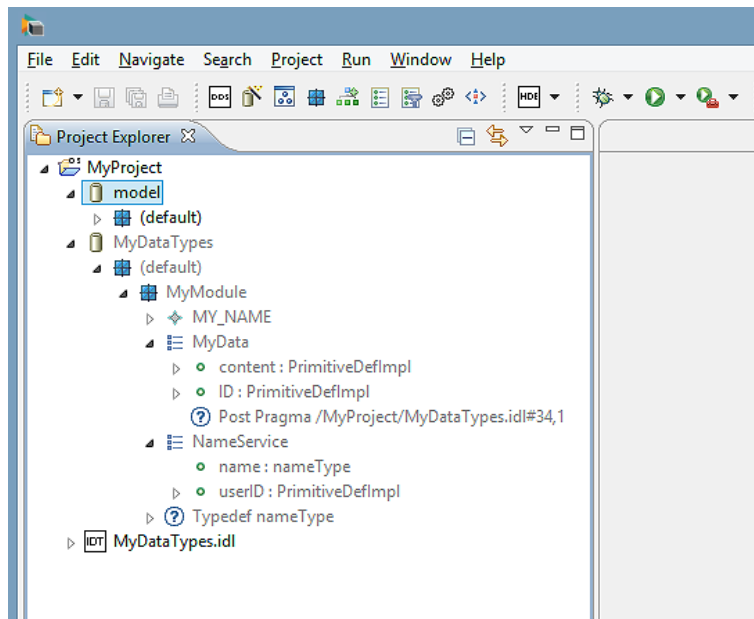 File Edit Navigate Search Project Run Window Help
DDS HDE
Project Explorer
MyProject
model
(default)
MyDataTypes
(default)
MyModule
MY_NAME
MyData
content : PrimitiveDefImpl
ID : PrimitiveDefImpl
Post Pragma /MyProject/MyDataTypes.idl#34,1
NameService
name : nameType
userID : PrimitiveDefImpl
Typedef nameType
IDT MyDataTypes.idl